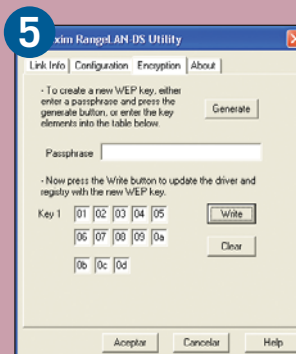 5
xim RangeLAN-DS Utility
Link Info Configuration Encryption About
- To create a new WEP key, either
enter a passphrase and press the
generate button, or enter the key
elements into the table below.
Generate
Passphrase
- Now press the Write button to update the driver and
registry with the new WEP key.
Key 1 01 02 03 04 05 Write
06 07 08 09 0a
Clear
0b 0c 0d
Aceptar Cancelar Help